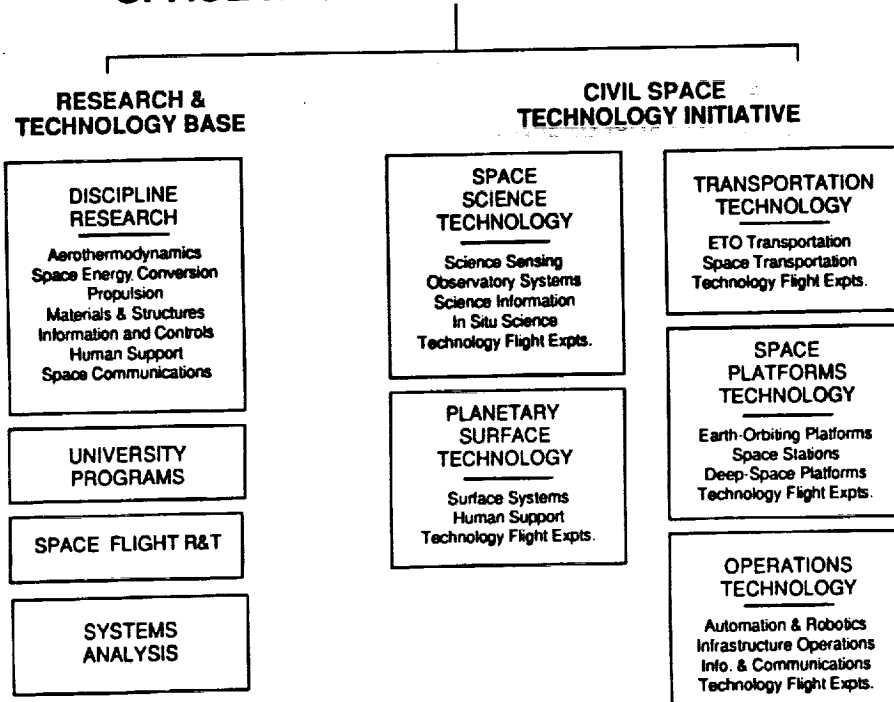 RESEARCH &
TECHNOLOGY BASE
DISCIPLINE
RESEARCH
Aerothermodynamics
Space Energy Conversion
Propulsion
Materials & Structures
Information and Controls
Human Support
Space Communications
UNIVERSITY
PROGRAMS
SPACE FLIGHT R&T
SYSTEMS
ANALYSIS
CIVIL SPACE
TECHNOLOGY INITIATIVE
SPACE
SCIENCE
TECHNOLOGY
Science Sensing
Observatory Systems
Science Information
In Situ Science
Technology Flight Expts.
PLANETARY
SURFACE
TECHNOLOGY
Surface Systems
Human Support
Technology Flight Expts.
TRANSPORTATION
TECHNOLOGY
ETO Transportation
Space Transportation
Technology Flight Expts.
SPACE
PLATFORMS
TECHNOLOGY
Earth-Orbiting Platforms
Space Stations
Deep-Space Platforms
Technology Flight Expts.
OPERATIONS
TECHNOLOGY
Automation & Robotics
Infrastructure Operations
Info. & Communications
Technology Flight Expts.